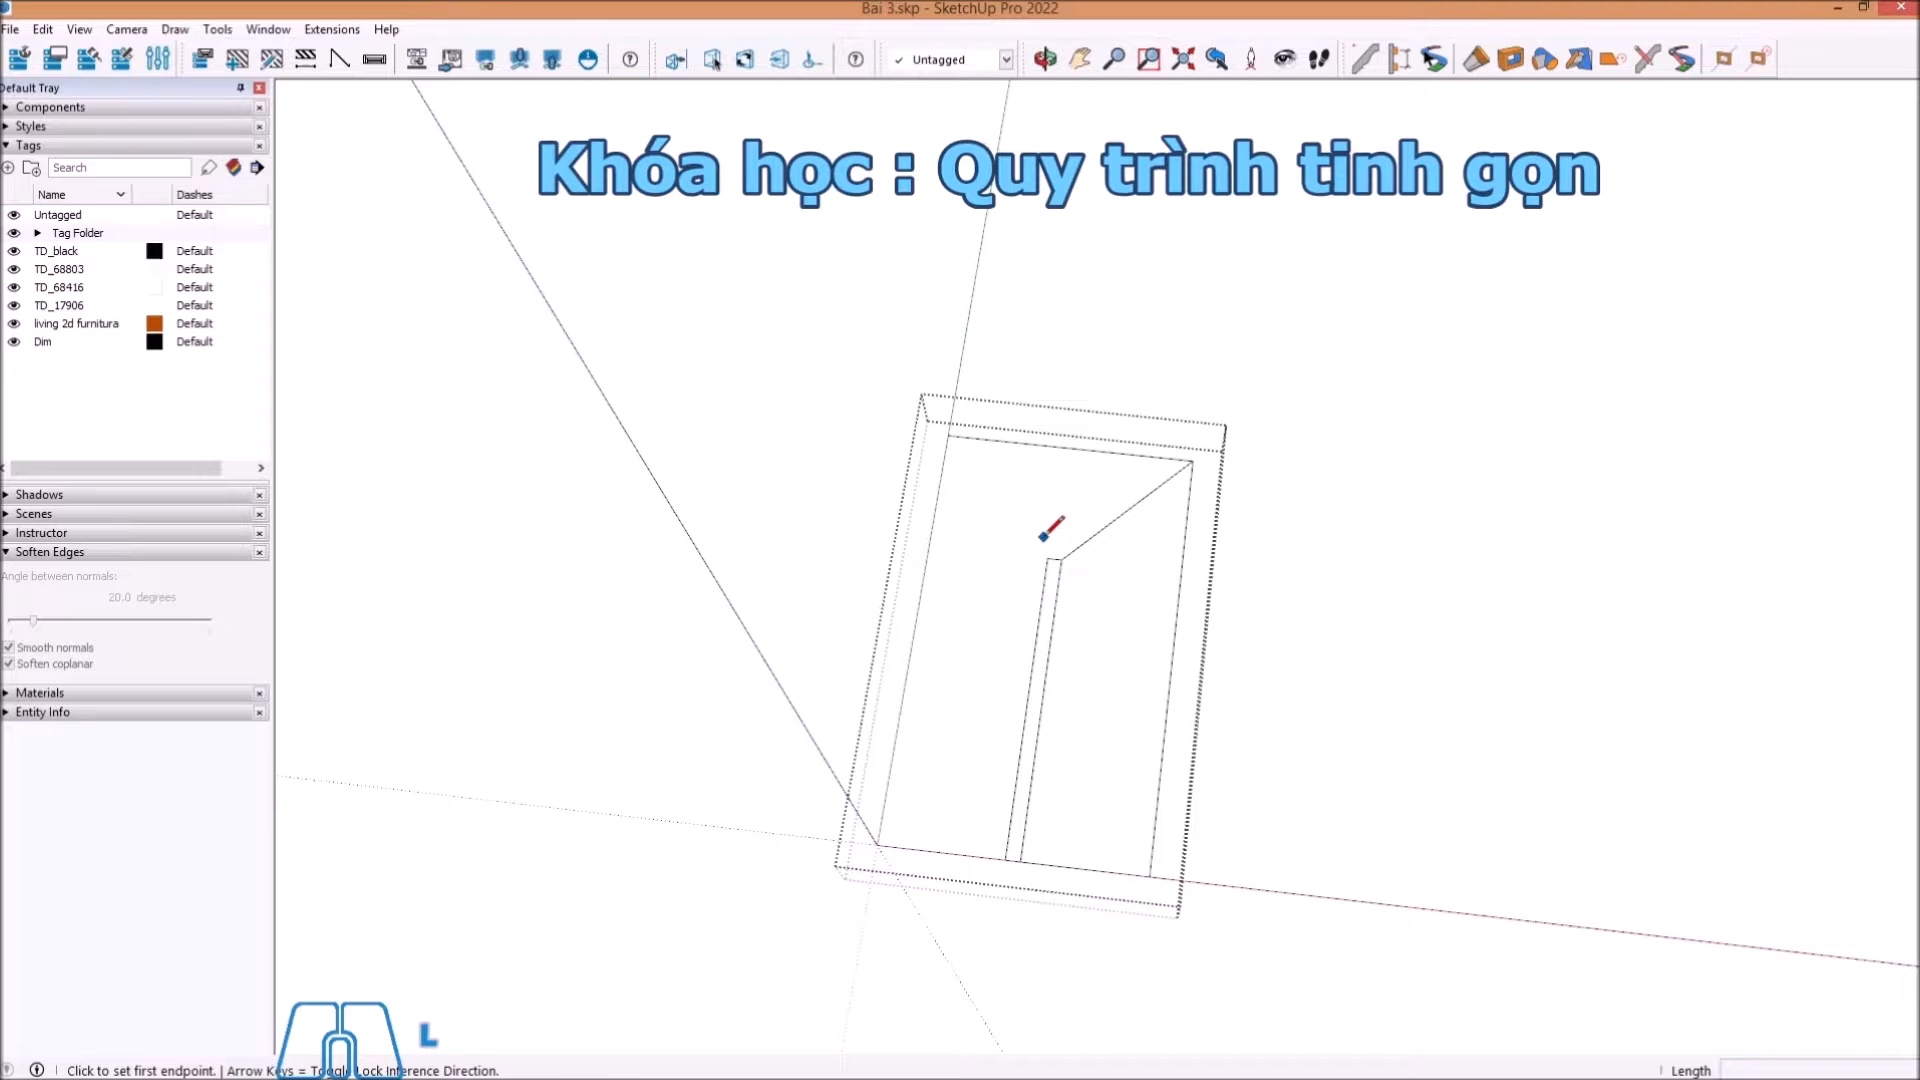 Bai 3.skp - SketchUp Pro 2022
File Edit View Camera Draw Tools Window Extensions Help
Untagged
Default Tray
Components
Styles
Tags
Search
Name Dashes
Untagged Default
Tag Folder
TD_black Default
TD_68803 Default
TD_68416 Default
TD_17906 Default
living 2d furnitura Default
Dim Default
Shadows
Scenes
Instructor
Soften Edges
Angle between normals:
20.0 degrees
Smooth normals
Soften coplanar
Materials
Entity Info
Khóa học : Quy trình tinh gọn
L
Click to set first endpoint. | Arrow Keys = Toggle Lock Inference Direction.
Length